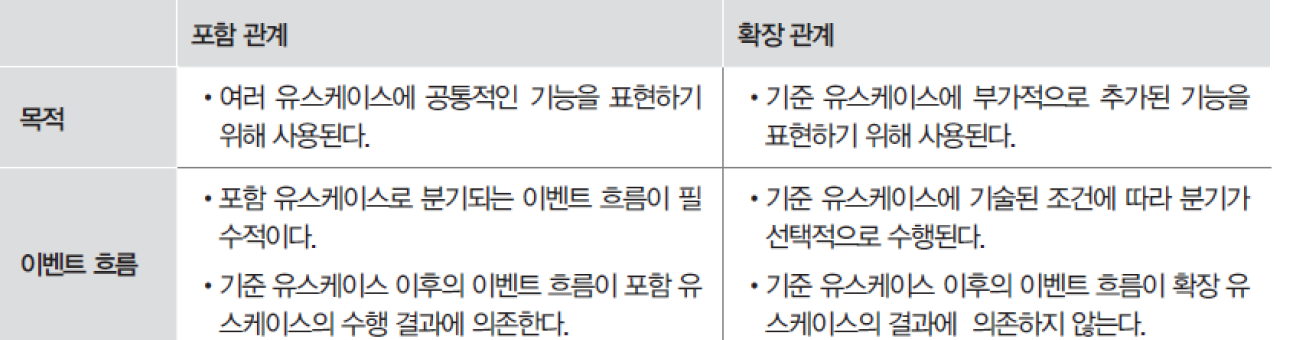 포함 관계
확장 관계
목적
• 여러 유스케이스에 공통적인 기능을 표현하기
위해 사용된다.
• 기준 유스케이스에 부가적으로 추가된 기능을
표현하기 위해 사용된다.
이벤트 흐름
• 포함 유스케이스로 분기되는 이벤트 흐름이 필
수적이다.
• 기준 유스케이스 이후의 이벤트 흐름이 포함 유
스케이스의 수행 결과에 의존한다.
• 기준 유스케이스에 기술된 조건에 따라 분기가
선택적으로 수행된다.
• 기준 유스케이스 이후의 이벤트 흐름이 확장 유
스케이스의 결과에 의존하지 않는다.